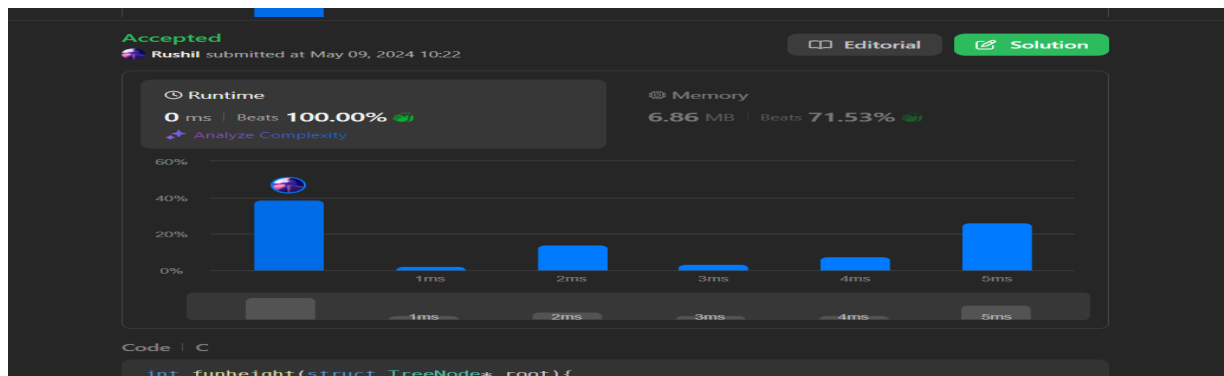 Accepted
Rushil submitted at May 09, 2024 10:22
Editorial
Solution
Runtime
0 ms | Beats 100.00%
Analyze Complexity
Memory
6.86 MB | Beats 71.53%
60%
40%
20%
0%
1ms 2ms 3ms 4ms 5ms
1ms 2ms 3ms 4ms 5ms
Code | C
int funheight(struct TreeNode* root){